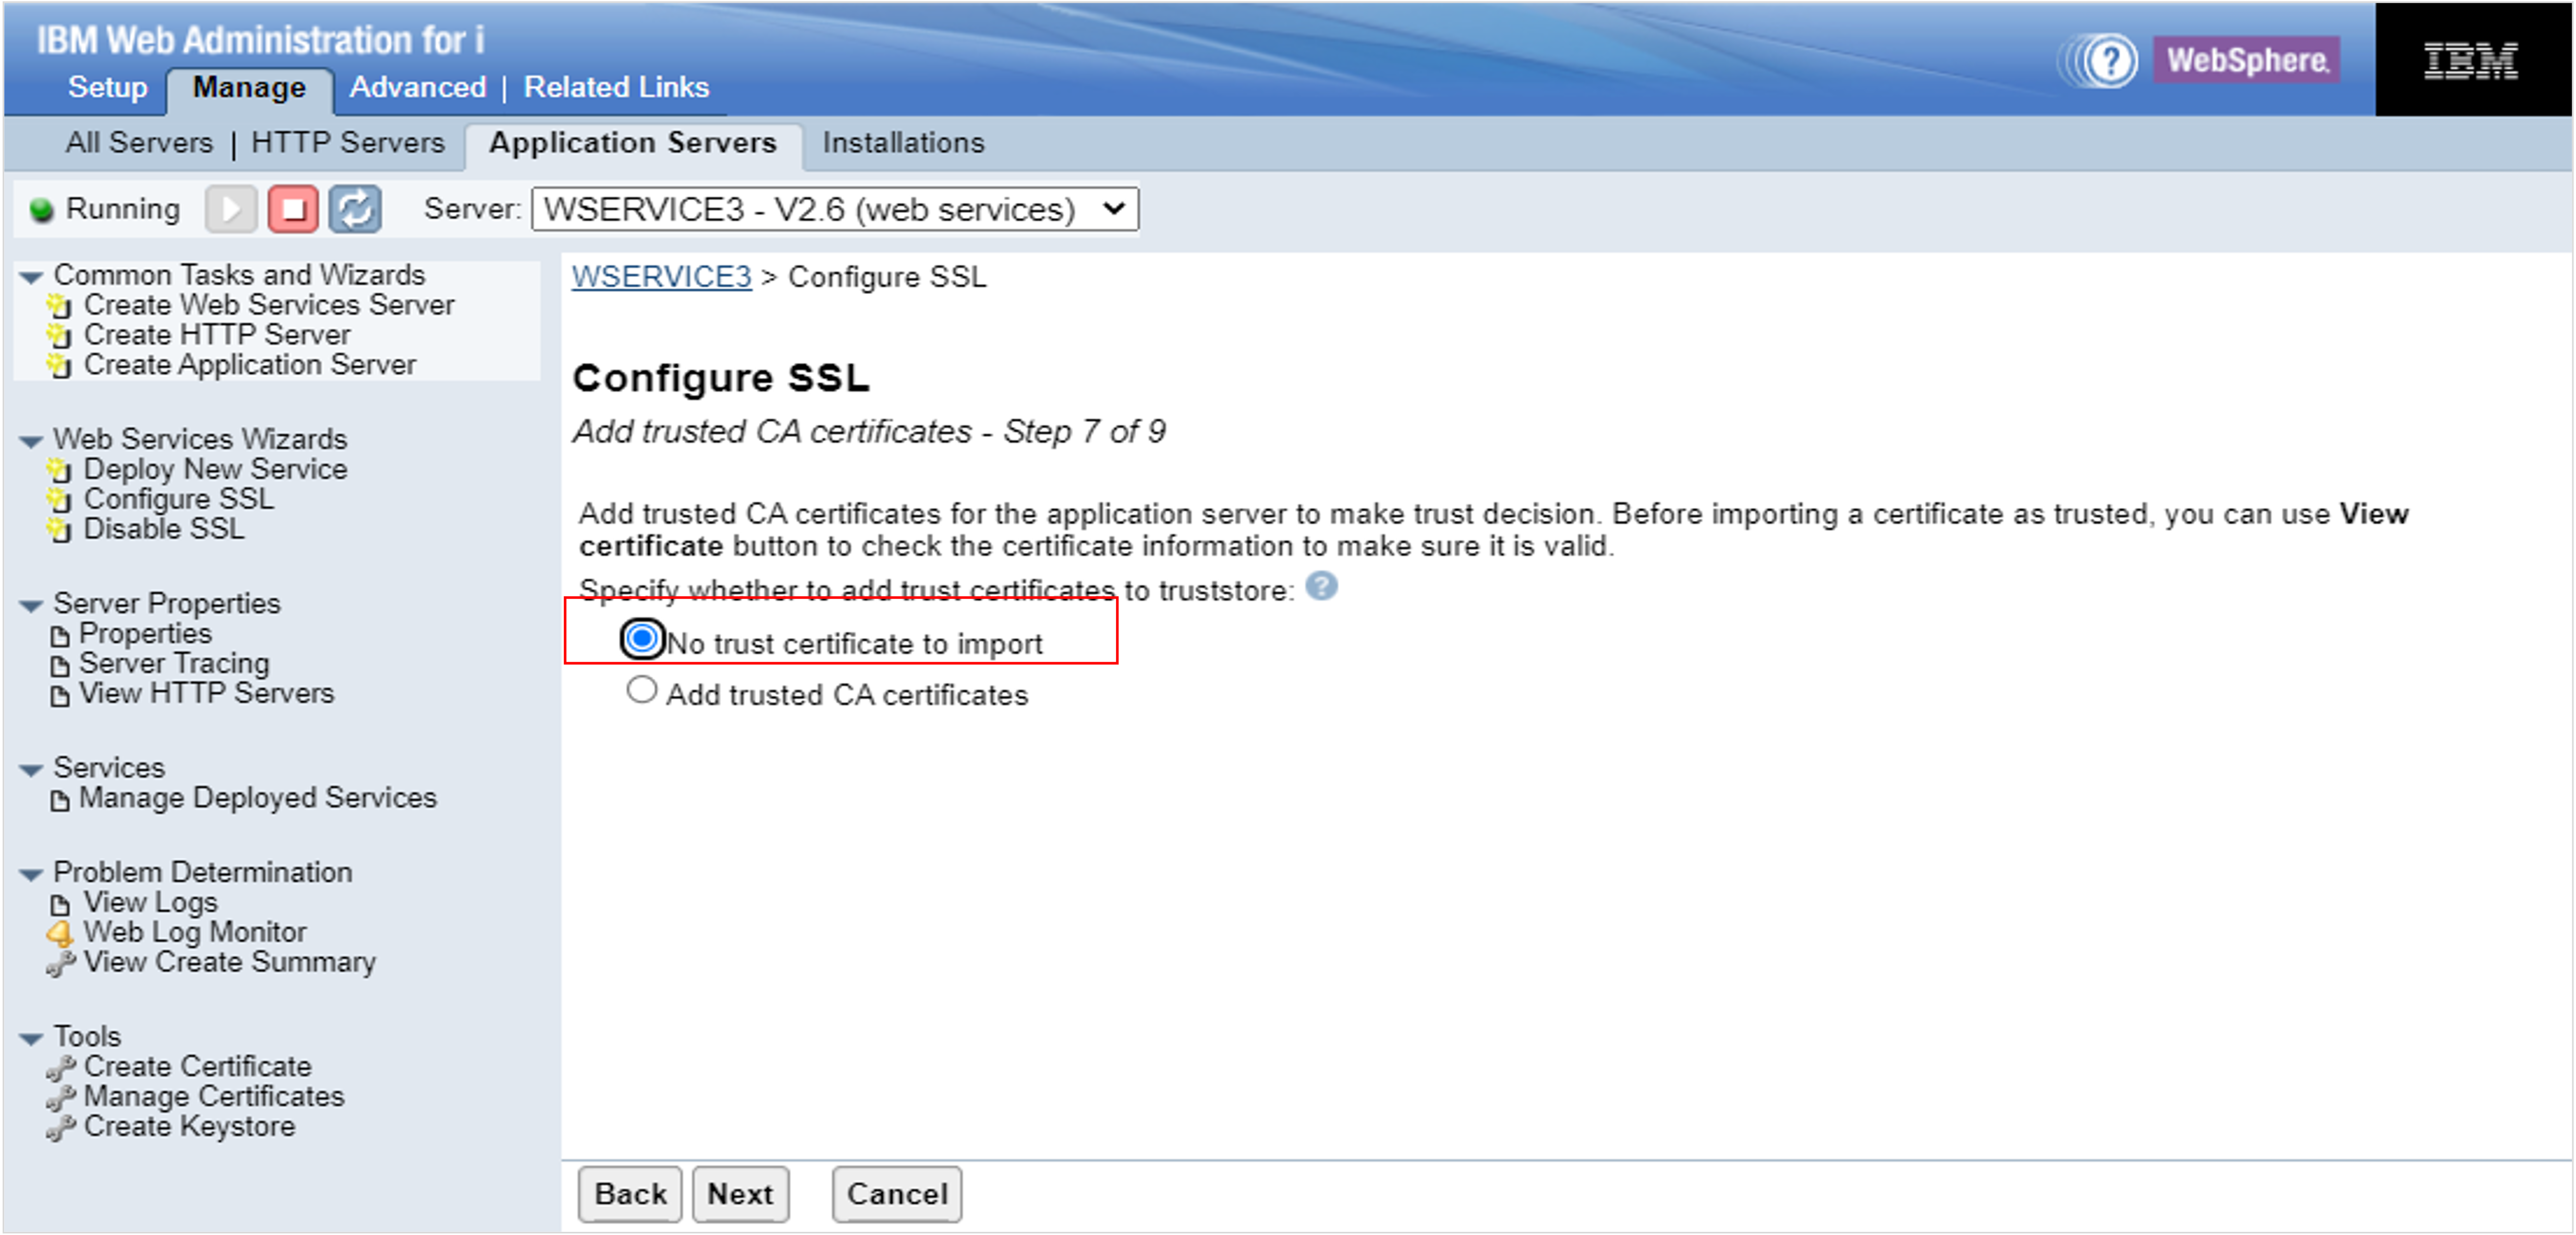 IBM Web Administration for i
WebSphere.
IBM
Setup Manage Advanced | Related Links
All Servers | HTTP Servers Application Servers Installations
Running Server: WSERVICE3 - V2.6 (web services)
Common Tasks and Wizards
Create Web Services Server
Create HTTP Server
Create Application Server
Web Services Wizards
Deploy New Service
Configure SSL
Disable SSL
Server Properties
Properties
Server Tracing
View HTTP Servers
Services
Manage Deployed Services
Problem Determination
View Logs
Web Log Monitor
View Create Summary
Tools
Create Certificate
Manage Certificates
Create Keystore
WSERVICE3 > Configure SSL
Configure SSL
Add trusted CA certificates - Step 7 of 9
Add trusted CA certificates for the application server to make trust decision. Before importing a certificate as trusted, you can use View
certificate button to check the certificate information to make sure it is valid.
Specify whether to add trust certificates to truststore: ?
No trust certificate to import
Add trusted CA certificates
Back Next Cancel